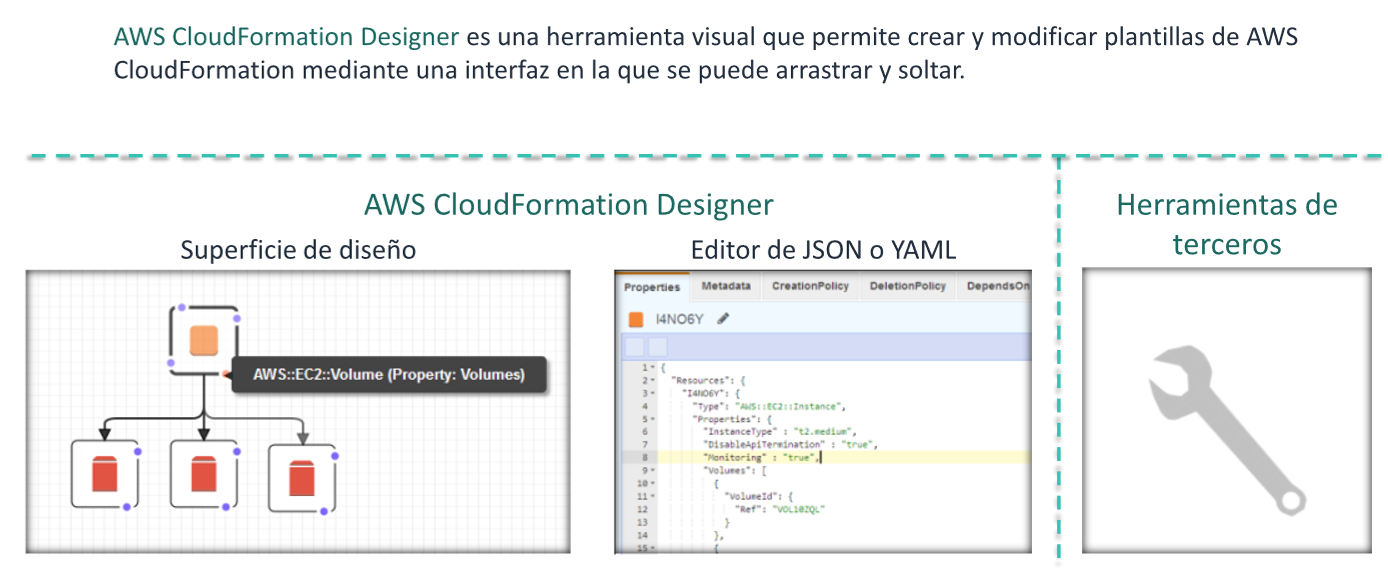 AWS CloudFormation Designer es una herramienta visual que permite crear y modificar plantillas de AWS
CloudFormation mediante una interfaz en la que se puede arrastrar y soltar.
AWS CloudFormation Designer
Superficie de diseño
AWS::EC2::Volume (Property: Volumes)
Editor de JSON o YAML
Properties Metadata CreationPolicy DeletionPolicy DependsOn
I4NO6Y
1 {
2 "Resources": {
3 "I4NO6Y": {
4 "Type": "AWS::EC2::Instance",
5 "Properties": {
6 "InstanceType" : "t2.medium",
7 "DisableApiTermination" : "true",
8 "Monitoring" : "true",
9 "Volumes": [
10 {
11 "VolumeId": {
12 "Ref": "VOL10ZQL"
13 }
14 },
15 {
Herramientas de
terceros